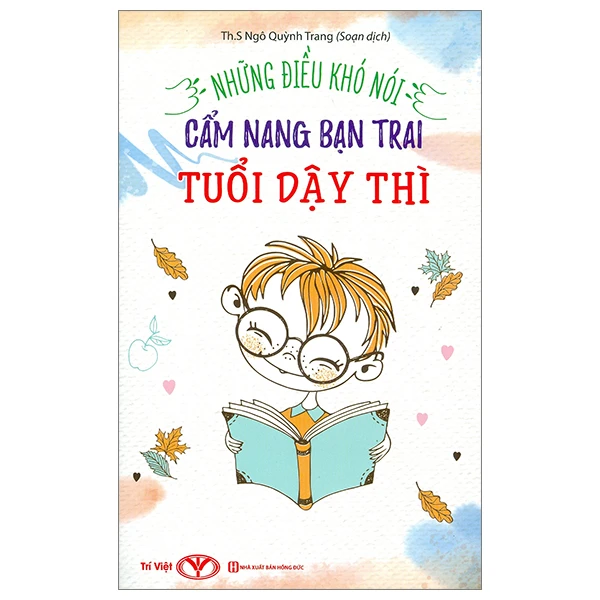 Th.S Ngô Quỳnh Trang (Soạn dịch)
NHỮNG ĐIỀU KHÓ NÓI
CẨM NANG BẠN TRAI
TUỔI DẬY THÌ
Trí Việt
NHÀ XUẤT BẢN HỒNG ĐỨC